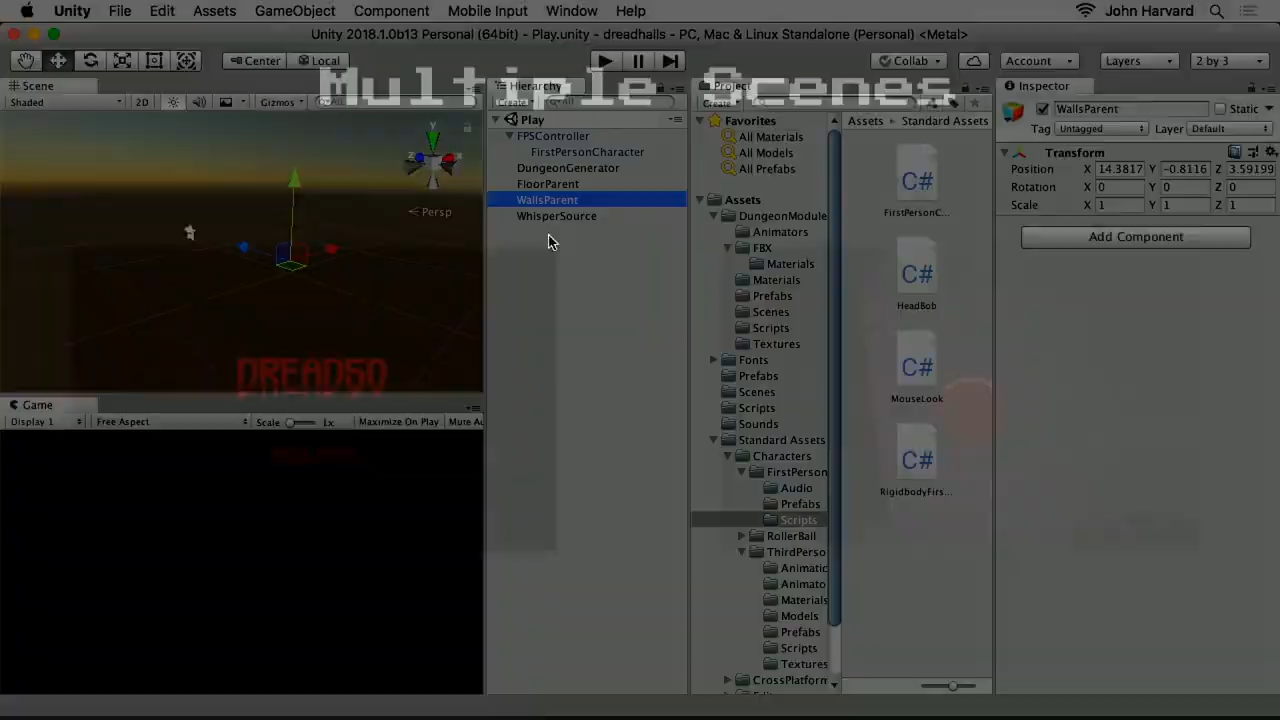 Unity File Edit Assets GameObject Component Mobile Input Window Help John Harvard
Unity 2018.1.0b13 Personal (64bit) - Play.unity - dreadhalls - PC, Mac & Linux Standalone (Personal) <Metal>
Center Local Collab Account Layers 2 by 3
Multiple Scenes
Scene
Shaded 2D Gizmos All
y
x
z
Persp
DREAD50
Game
Display 1 Free Aspect Scale 1x Maximize On Play Mute Au
Hierarchy
Create All
Play
FPSController
FirstPersonCharacter
DungeonGenerator
FloorParent
WallsParent
WhisperSource
Project
Create
Favorites
All Materials
All Models
All Prefabs
Assets
DungeonModule
Animators
FBX
Materials
Materials
Prefabs
Scenes
Scripts
Textures
Fonts
Prefabs
Scenes
Scripts
Sounds
Standard Assets
Characters
FirstPerson
Audio
Prefabs
Scripts
RollerBall
ThirdPerso
Animatic
Animato
Materials
Models
Prefabs
Scripts
Textures
CrossPlatform
Assets Standard Assets
C#
FirstPersonC...
C#
HeadBob
C#
MouseLook
C#
RigidbodyFirs...
Inspector
WallsParent Static
Tag Untagged Layer Default
Transform
Position X 14.3817 Y -0.8116 Z 3.59199
Rotation X 0 Y 0 Z 0
Scale X 1 Y 1 Z 1
Add Component